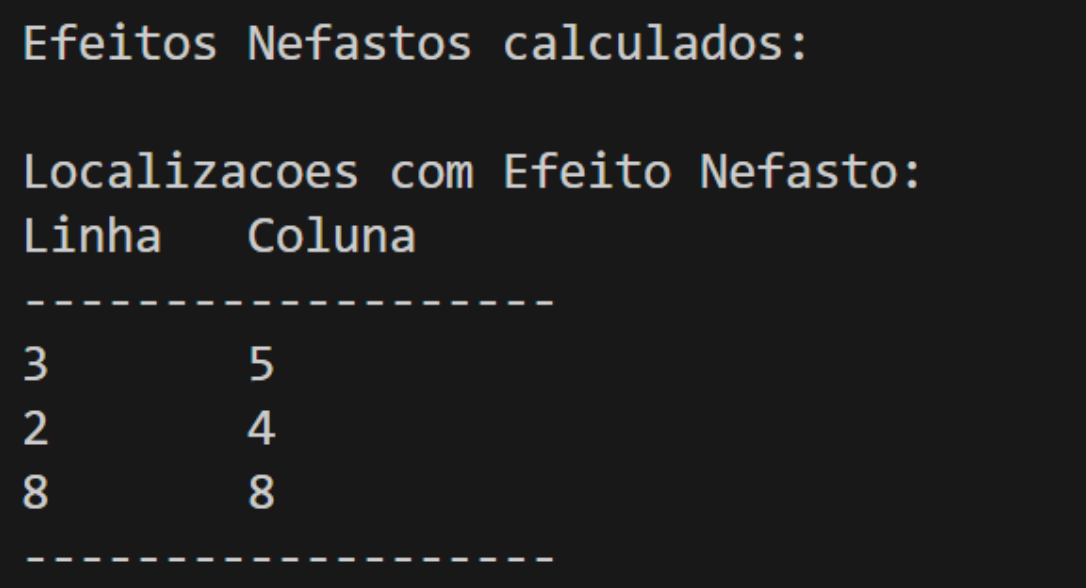 Efeitos Nefastos calculados:
Localizacoes com Efeito Nefasto:
Linha   Coluna
-------------------
3       5
2       4
8       8
-------------------